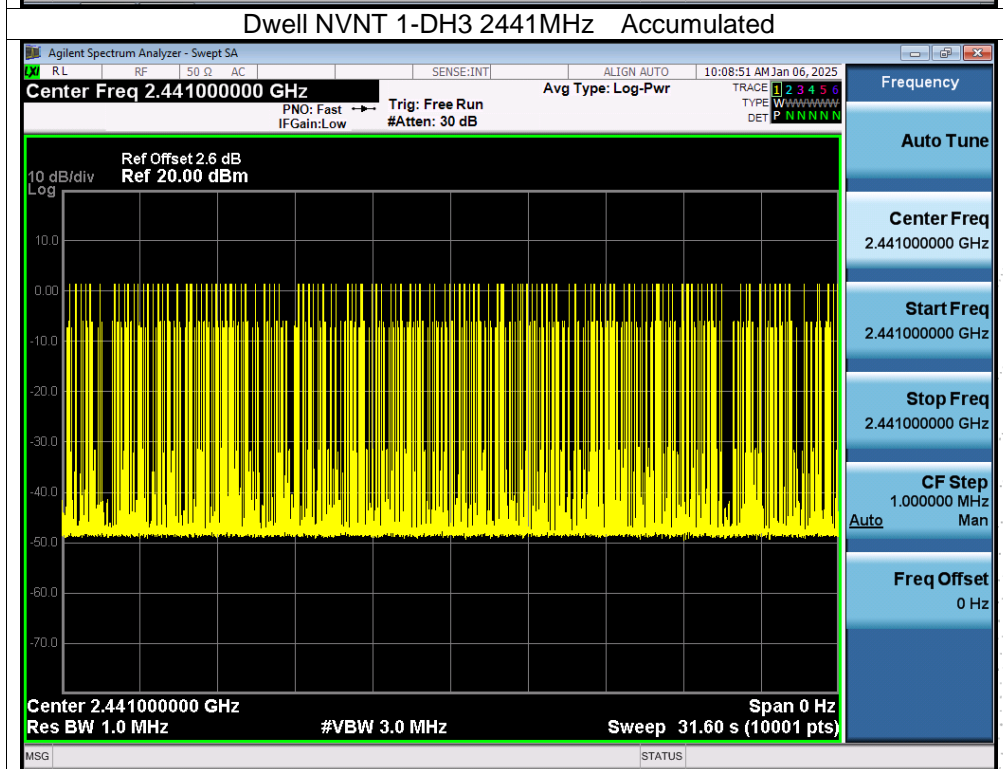 Dwell NVNT 1-DH3 2441MHz Accumulated
Agilent Spectrum Analyzer - Swept SA
LXI RL RF 50 Ω AC SENSE:INT ALIGN AUTO 10:08:51 AM Jan 06, 2025
Center Freq 2.441000000 GHz
PNO: Fast
IFGain:Low
Trig: Free Run
#Atten: 30 dB
Avg Type: Log-Pwr
TRACE 1 2 3 4 5 6
TYPE WWWWWW
DET P N N N N N
Ref Offset 2.6 dB
10 dB/div Ref 20.00 dBm
Log
10.0
0.00
-10.0
-20.0
-30.0
-40.0
-50.0
-60.0
-70.0
Center 2.441000000 GHz Span 0 Hz
Res BW 1.0 MHz #VBW 3.0 MHz Sweep 31.60 s (10001 pts)
MSG STATUS
Frequency
Auto Tune
Center Freq
2.441000000 GHz
Start Freq
2.441000000 GHz
Stop Freq
2.441000000 GHz
CF Step
1.000000 MHz
Auto Man
Freq Offset
0 Hz